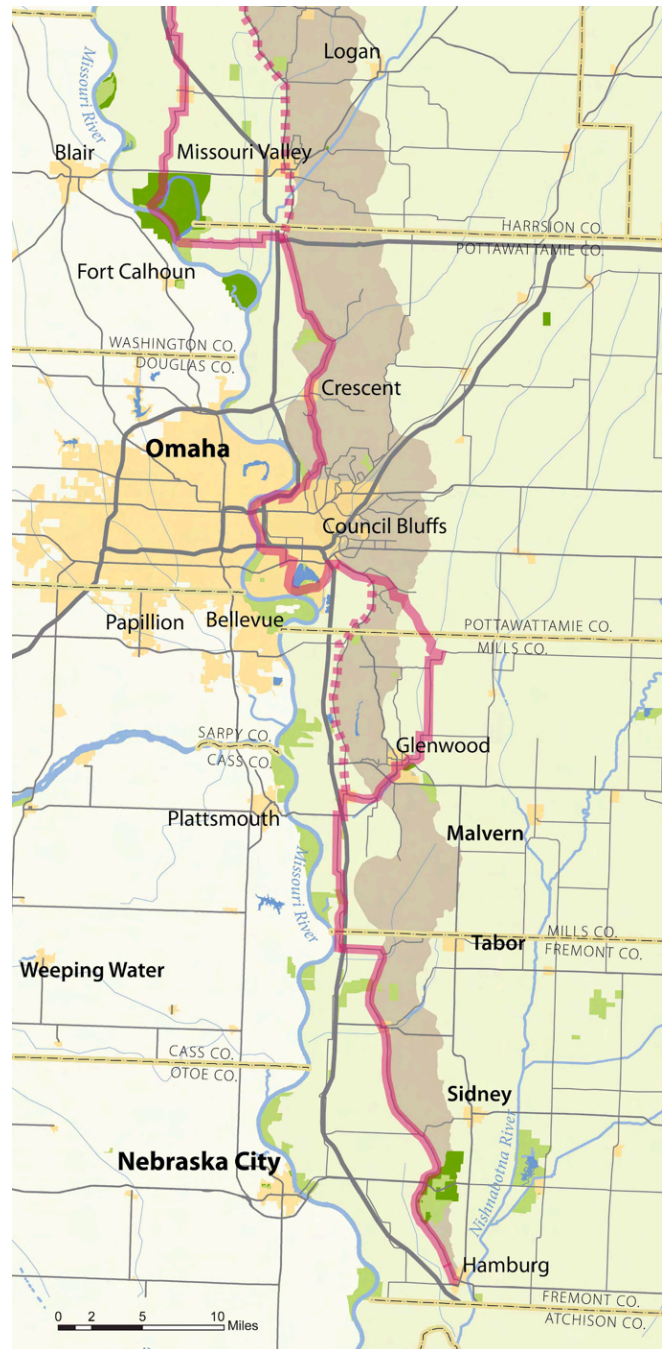 Logan
Missouri River
Blair
Missouri Valley
HARRSION CO.
POTTAWATTAMIE CO.
Fort Calhoun
WASHINGTON CO.
DOUGLAS CO.
Crescent
Omaha
Council Bluffs
Papillion
Bellevue
POTTAWATTAMIE CO.
MILLS CO.
SARPY CO.
CASS CO.
Glenwood
Plattsmouth
Malvern
Missouri River
MILLS CO.
FREMONT CO.
Tabor
Weeping Water
CASS CO.
OTOE CO.
Sidney
Nebraska City
Nishnabotna River
Hamburg
FREMONT CO.
ATCHISON CO.
0 2 5 10 Miles